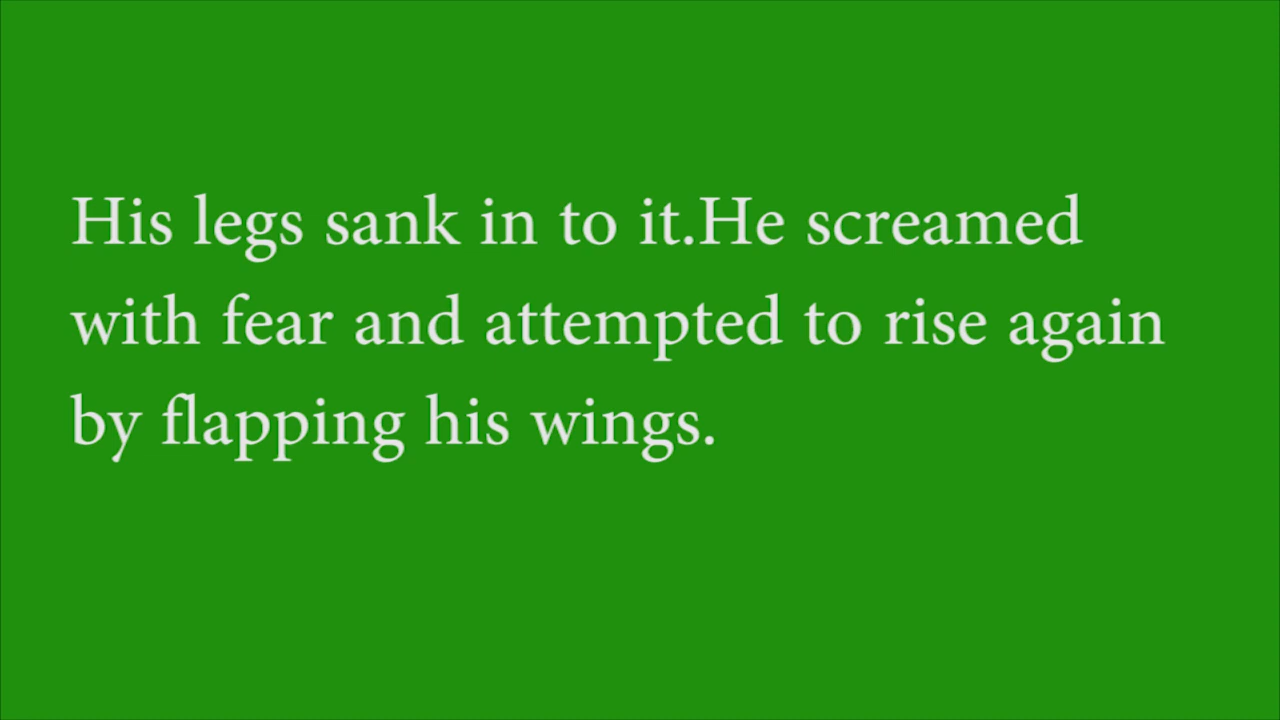 His legs sank in to it.He screamed
with fear and attempted to rise again
by flapping his wings.